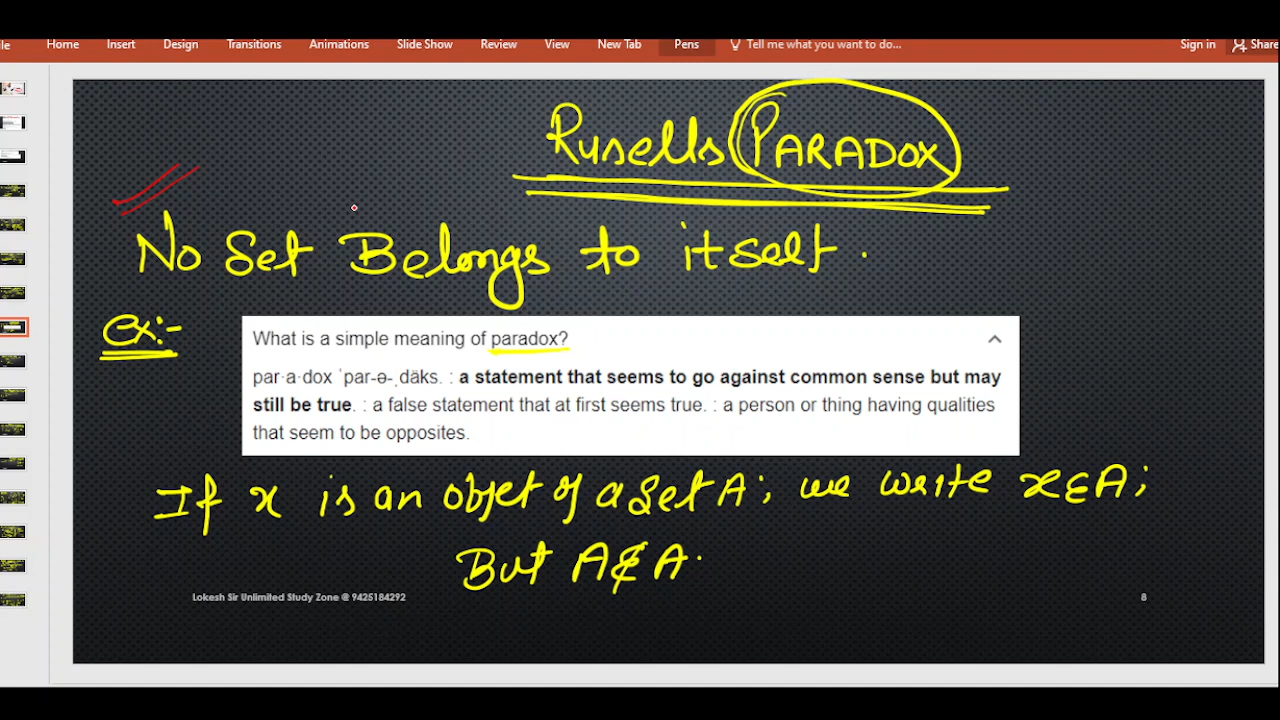 ile Home Insert Design Transitions Animations Slide Show Review View New Tab Pens Tell me what you want to do... Sign in Share
Rusells PARADOX
No Set Belongs to itself.
ex:-
What is a simple meaning of paradox?
par·a·dox ˈpar-ə-ˌdäks. : a statement that seems to go against common sense but may
still be true. : a false statement that at first seems true. : a person or thing having qualities
that seem to be opposites.
If x is an objet of a set A; we write x∈A;
But A∉A.
Lokesh Sir Unlimited Study Zone @ 9425184292 8